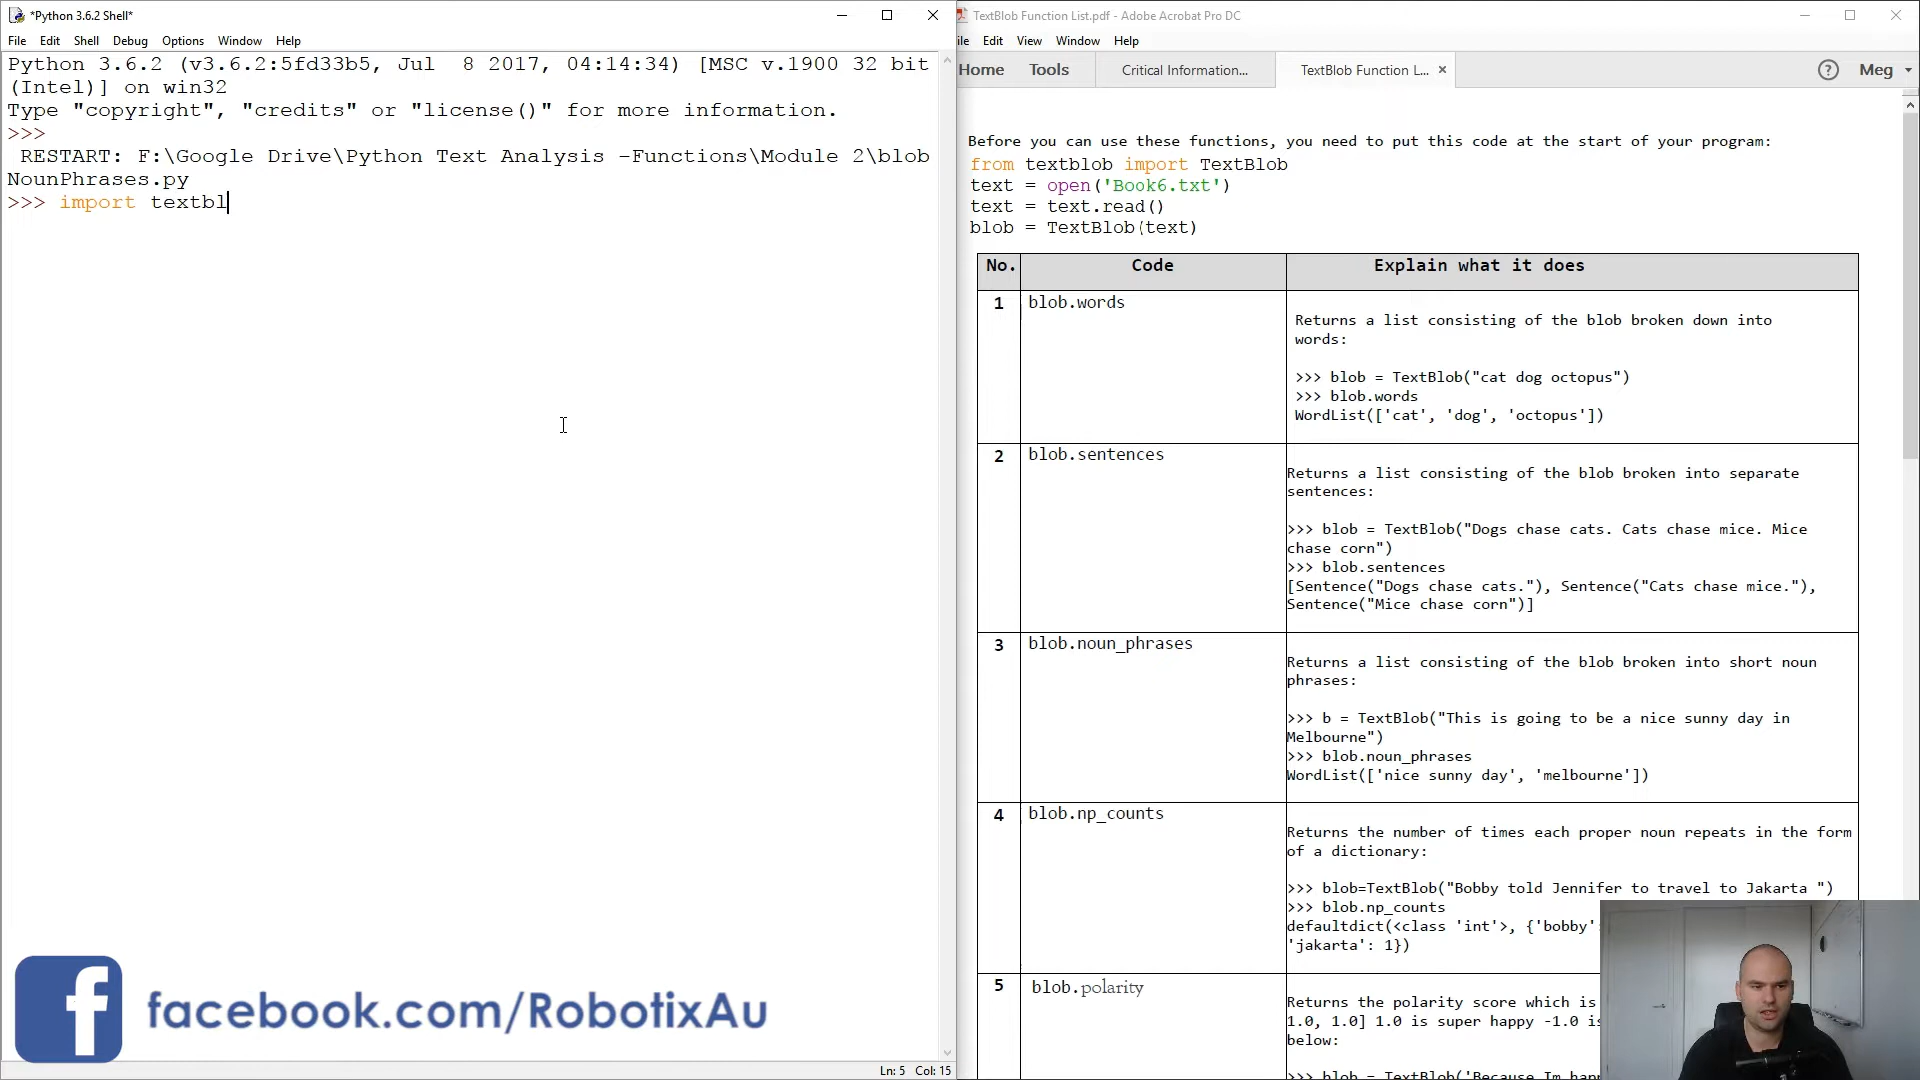 *Python 3.6.2 Shell*
File Edit Shell Debug Options Window Help
Python 3.6.2 (v3.6.2:5fd33b5, Jul  8 2017, 04:14:34) [MSC v.1900 32 bit
(Intel)] on win32
Type "copyright", "credits" or "license()" for more information.
>>>
RESTART: F:\Google Drive\Python Text Analysis -Functions\Module 2\blob
NounPhrases.py
>>> import textbl
facebook.com/RobotixAu
Ln: 5 Col: 15
TextBlob Function List.pdf - Adobe Acrobat Pro DC
ile Edit View Window Help
Home Tools Critical Information... TextBlob Function L... × ? Meg
Before you can use these functions, you need to put this code at the start of your program:
from textblob import TextBlob
text = open('Book6.txt')
text = text.read()
blob = TextBlob(text)
No. Code Explain what it does
1 blob.words
Returns a list consisting of the blob broken down into
words:
>>> blob = TextBlob("cat dog octopus")
>>> blob.words
WordList(['cat', 'dog', 'octopus'])
2 blob.sentences
Returns a list consisting of the blob broken into separate
sentences:
>>> blob = TextBlob("Dogs chase cats. Cats chase mice. Mice
chase corn")
>>> blob.sentences
[Sentence("Dogs chase cats."), Sentence("Cats chase mice."),
Sentence("Mice chase corn")]
3 blob.noun_phrases
Returns a list consisting of the blob broken into short noun
phrases:
>>> b = TextBlob("This is going to be a nice sunny day in
Melbourne")
>>> blob.noun_phrases
WordList(['nice sunny day', 'melbourne'])
4 blob.np_counts
Returns the number of times each proper noun repeats in the form
of a dictionary:
>>> blob=TextBlob("Bobby told Jennifer to travel to Jakarta ")
>>> blob.np_counts
defaultdict(<class 'int'>, {'bobby'
'jakarta': 1})
5 blob.polarity
Returns the polarity score which is
1.0, 1.0] 1.0 is super happy -1.0 is
below:
>>> blob = TextBlob('Because Im hap